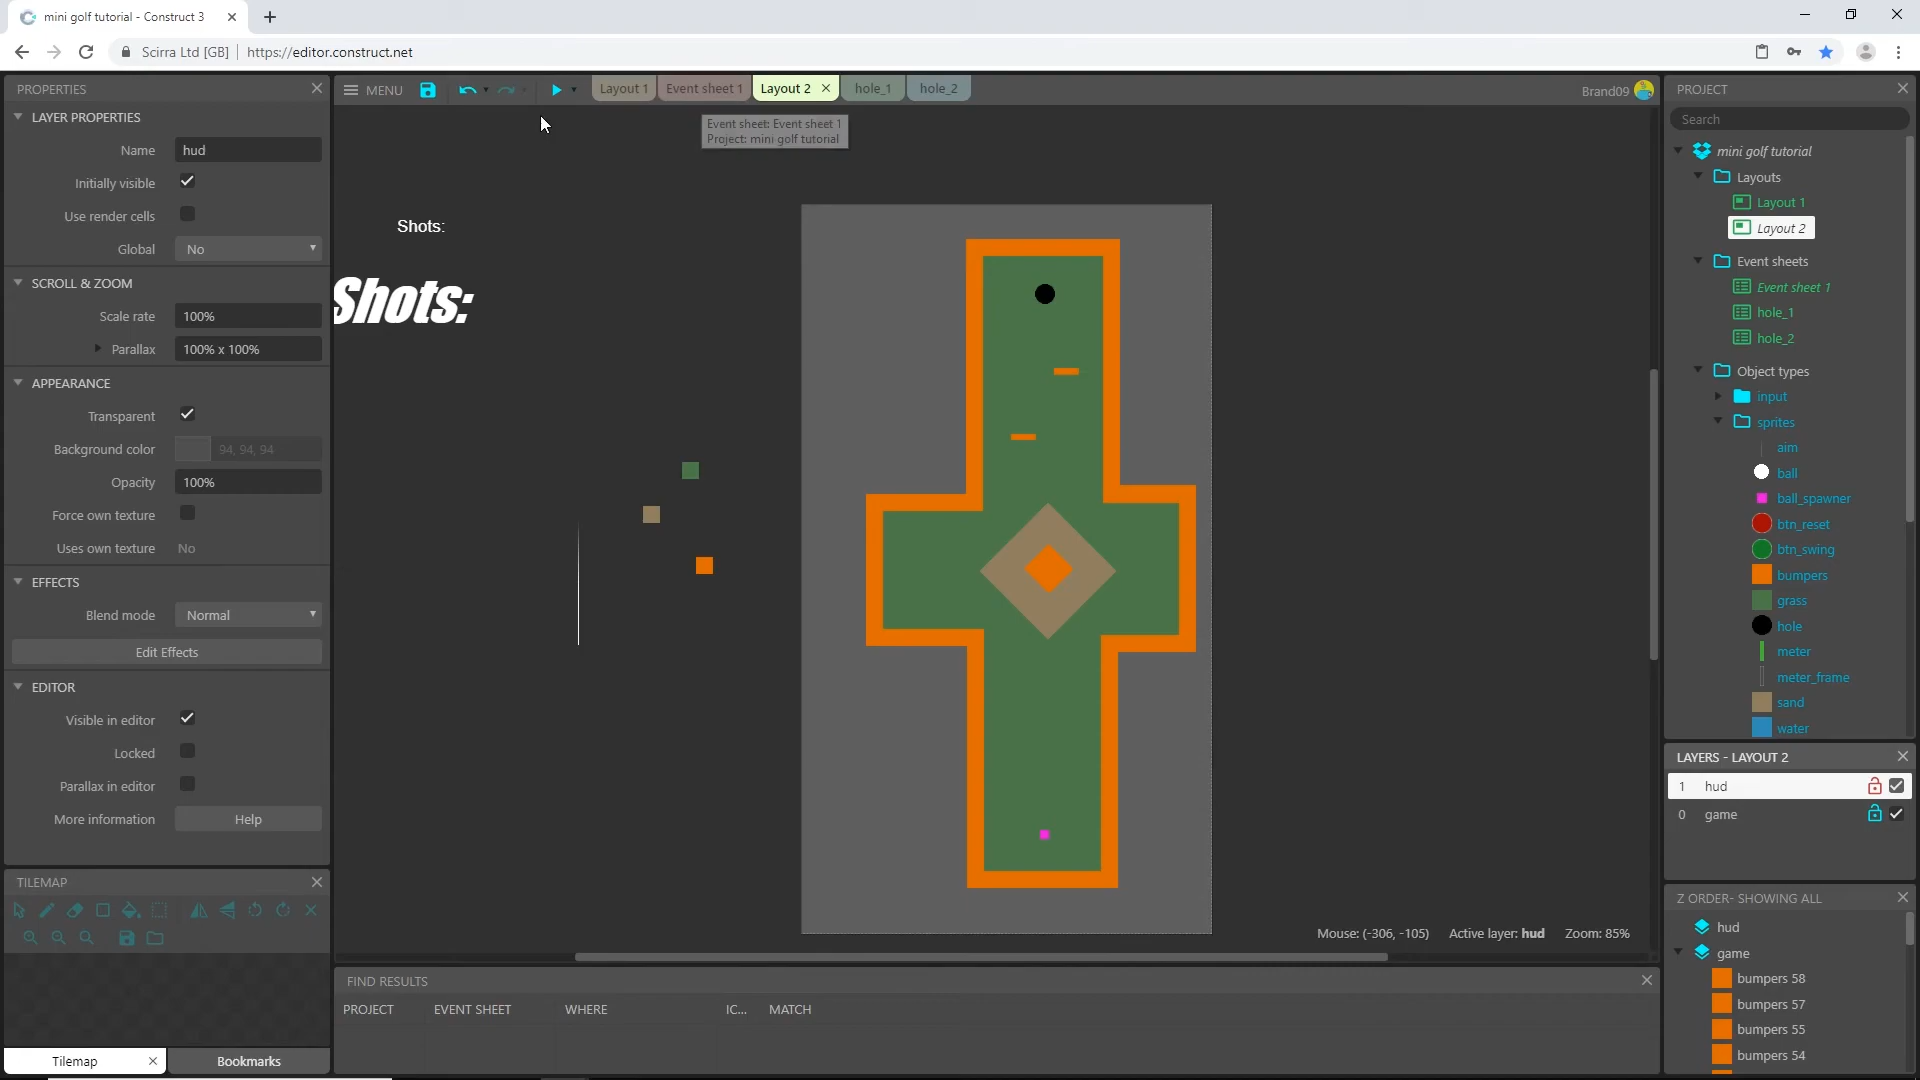 mini golf tutorial - Construct 3
Scirra Ltd [GB]
https://editor.construct.net
PROPERTIES
LAYER PROPERTIES
Name hud
Initially visible
Use render cells
Global No
SCROLL & ZOOM
Scale rate 100%
Parallax 100% x 100%
APPEARANCE
Transparent
Background color 94, 94, 94
Opacity 100%
Force own texture
Uses own texture No
EFFECTS
Blend mode Normal
Edit Effects
EDITOR
Visible in editor
Locked
Parallax in editor
More information Help
TILEMAP
Tilemap Bookmarks
MENU
Layout 1 Event sheet 1 Layout 2 hole_1 hole_2
Brand09
Event sheet: Event sheet 1
Project: mini golf tutorial
Shots:
Shots:
Mouse: (-306, -105) Active layer: hud Zoom: 85%
FIND RESULTS
PROJECT EVENT SHEET WHERE IC... MATCH
PROJECT
Search
mini golf tutorial
Layouts
Layout 1
Layout 2
Event sheets
Event sheet 1
hole_1
hole_2
Object types
input
sprites
aim
ball
ball_spawner
btn_reset
btn_swing
bumpers
grass
hole
meter
meter_frame
sand
water
LAYERS - LAYOUT 2
1 hud
0 game
Z ORDER- SHOWING ALL
hud
game
bumpers 58
bumpers 57
bumpers 55
bumpers 54